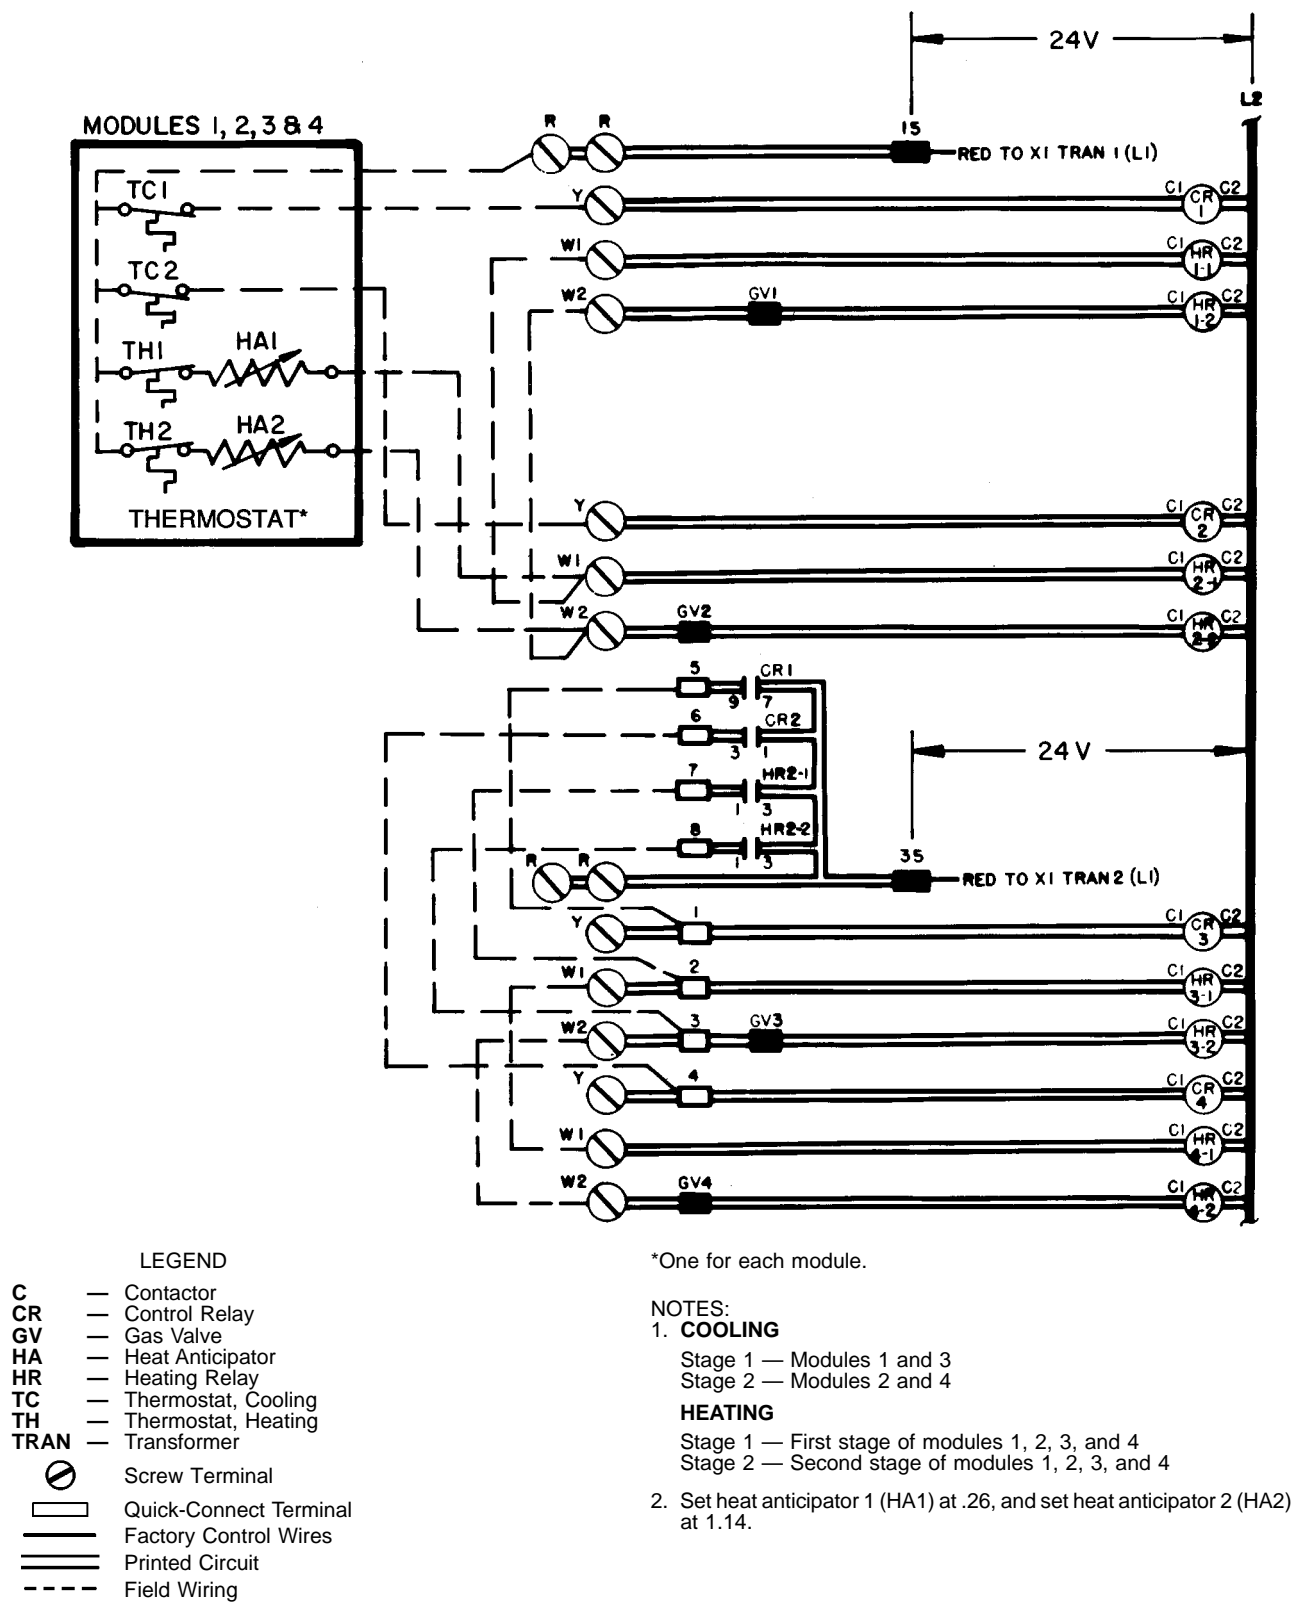 24V
L2
MODULES 1, 2, 3 & 4
R R 15
RED TO X1 TRAN 1 (L1)
TC1
Y C1 CR 1 C2
W1 C1 HR 1-1 C2
TC2
W2 GV1 C1 HR 1-2 C2
TH1 HA1
TH2 HA2
THERMOSTAT*
Y C1 CR 2 C2
W1 C1 HR 2-1 C2
W2 GV2 C1 HR 2-2 C2
5 9 CR1 7
6 3 CR2 1
24V
7 1 HR2-1 3
8 1 HR2-2 3
R R 35
RED TO X1 TRAN 2 (L1)
Y 1 C1 CR 3 C2
W1 2 C1 HR 3-1 C2
W2 3 GV3 C1 HR 3-2 C2
Y 4 C1 CR 4 C2
W1 C1 HR 4-1 C2
W2 GV4 C1 HR 4-2 C2
LEGEND
C — Contactor
CR — Control Relay
GV — Gas Valve
HA — Heat Anticipator
HR — Heating Relay
TC — Thermostat, Cooling
TH — Thermostat, Heating
TRAN — Transformer
Screw Terminal
Quick-Connect Terminal
Factory Control Wires
Printed Circuit
Field Wiring
*One for each module.
NOTES:
1. COOLING
Stage 1 — Modules 1 and 3
Stage 2 — Modules 2 and 4
HEATING
Stage 1 — First stage of modules 1, 2, 3, and 4
Stage 2 — Second stage of modules 1, 2, 3, and 4
2. Set heat anticipator 1 (HA1) at .26, and set heat anticipator 2 (HA2)
at 1.14.